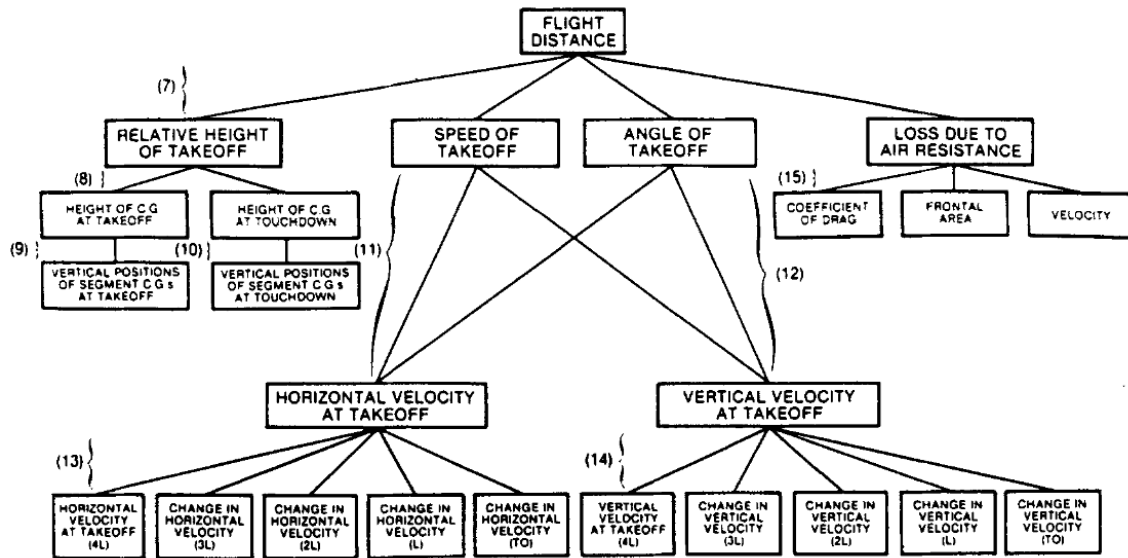 FLIGHT
DISTANCE
(7)
RELATIVE HEIGHT
OF TAKEOFF
SPEED OF
TAKEOFF
ANGLE OF
TAKEOFF
LOSS DUE TO
AIR RESISTANCE
(8)
(15)
HEIGHT OF C.G
AT TAKEOFF
HEIGHT OF C.G
AT TOUCHDOWN
COEFFICIENT
OF DRAG
FRONTAL
AREA
VELOCITY
(9)
(10)
(11)
(12)
VERTICAL POSITIONS
OF SEGMENT C G s
AT TAKEOFF
VERTICAL POSITIONS
OF SEGMENT C G s
AT TOUCHDOWN
HORIZONTAL VELOCITY
AT TAKEOFF
VERTICAL VELOCITY
AT TAKEOFF
(13)
(14)
HORIZONTAL
VELOCITY
AT TAKEOFF
(4L)
CHANGE IN
HORIZONTAL
VELOCITY
(3L)
CHANGE IN
HORIZONTAL
VELOCITY
(2L)
CHANGE IN
HORIZONTAL
VELOCITY
(L)
CHANGE IN
HORIZONTAL
VELOCITY
(TO)
VERTICAL
VELOCITY
AT TAKEOFF
(4L)
CHANGE IN
VERTICAL
VELOCITY
(3L)
CHANGE IN
VERTICAL
VELOCITY
(2L)
CHANGE IN
VERTICAL
VELOCITY
(L)
CHANGE IN
VERTICAL
VELOCITY
(TO)